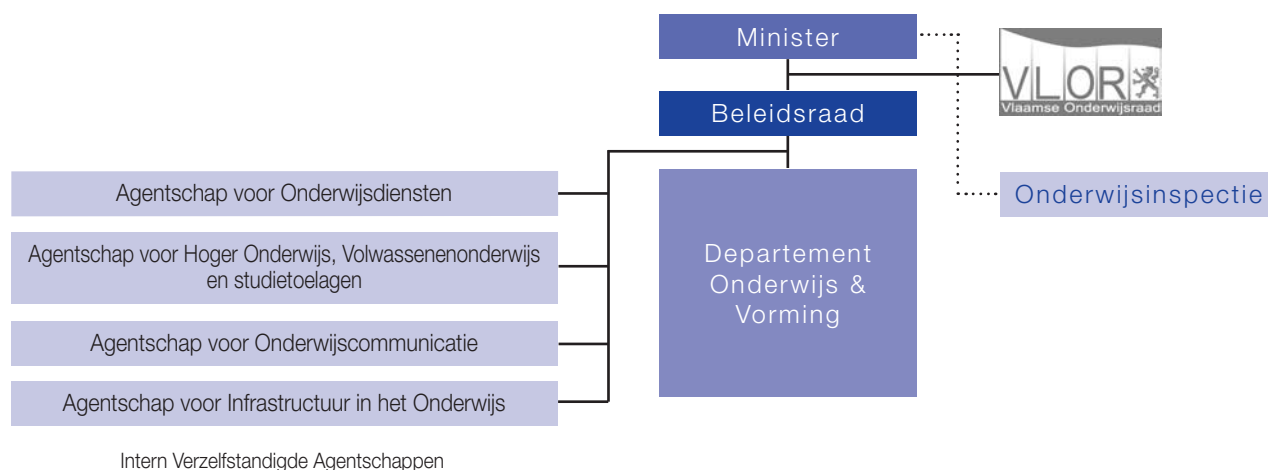 Minister
VLOR
Vlaamse Onderwijsraad
Beleidsraad
Agentschap voor Onderwijsdiensten
Onderwijsinspectie
Agentschap voor Hoger Onderwijs, Volwassenenonderwijs
en studietoelagen
Departement
Onderwijs &
Vorming
Agentschap voor Onderwijscommunicatie
Agentschap voor Infrastructuur in het Onderwijs
Intern Verzelfstandigde Agentschappen